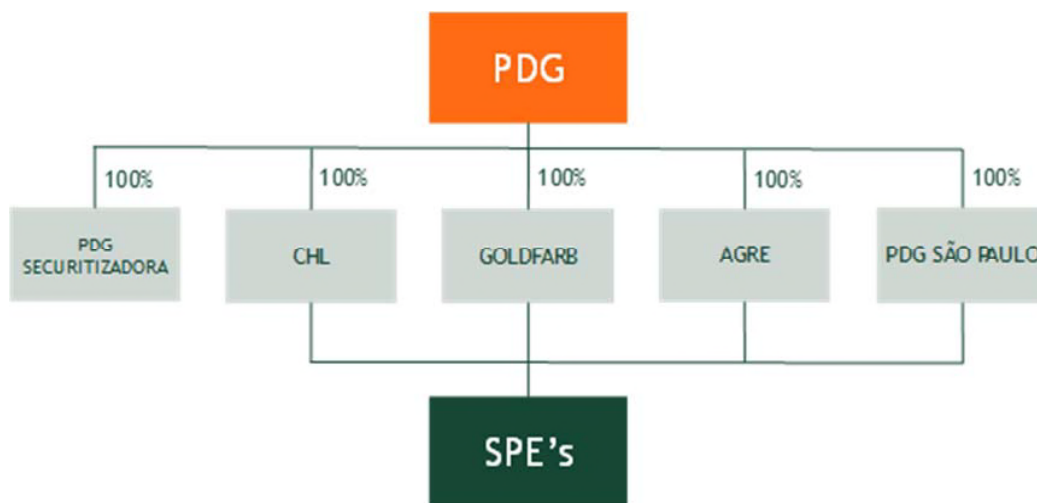 PDG
100%
100%
100%
100%
100%
PDG
SECURITIZADORA
CHL
GOLDFARB
AGRE
PDG SÃO PAULO
SPE's